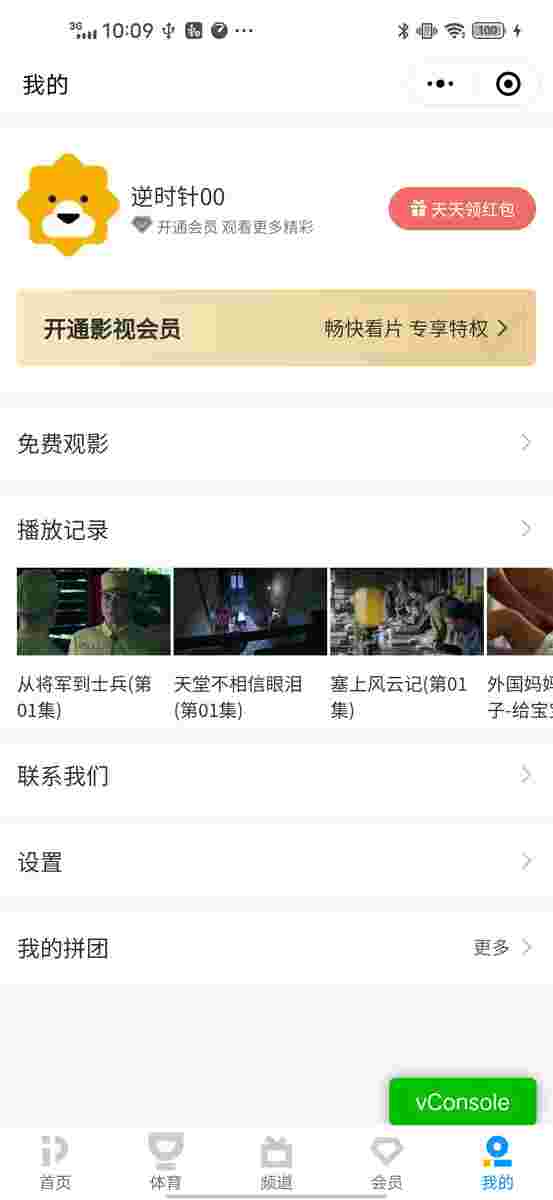 3G 10:09 100
我的
逆时针00
开通会员 观看更多精彩
天天领红包
开通影视会员 畅快看片 专享特权
免费观影
播放记录
从将军到士兵(第01集)
天堂不相信眼泪(第01集)
塞上风云记(第01集)
外国妈妈
子-给宝宝
联系我们
设置
我的拼团 更多
vConsole
首页 体育 频道 会员 我的